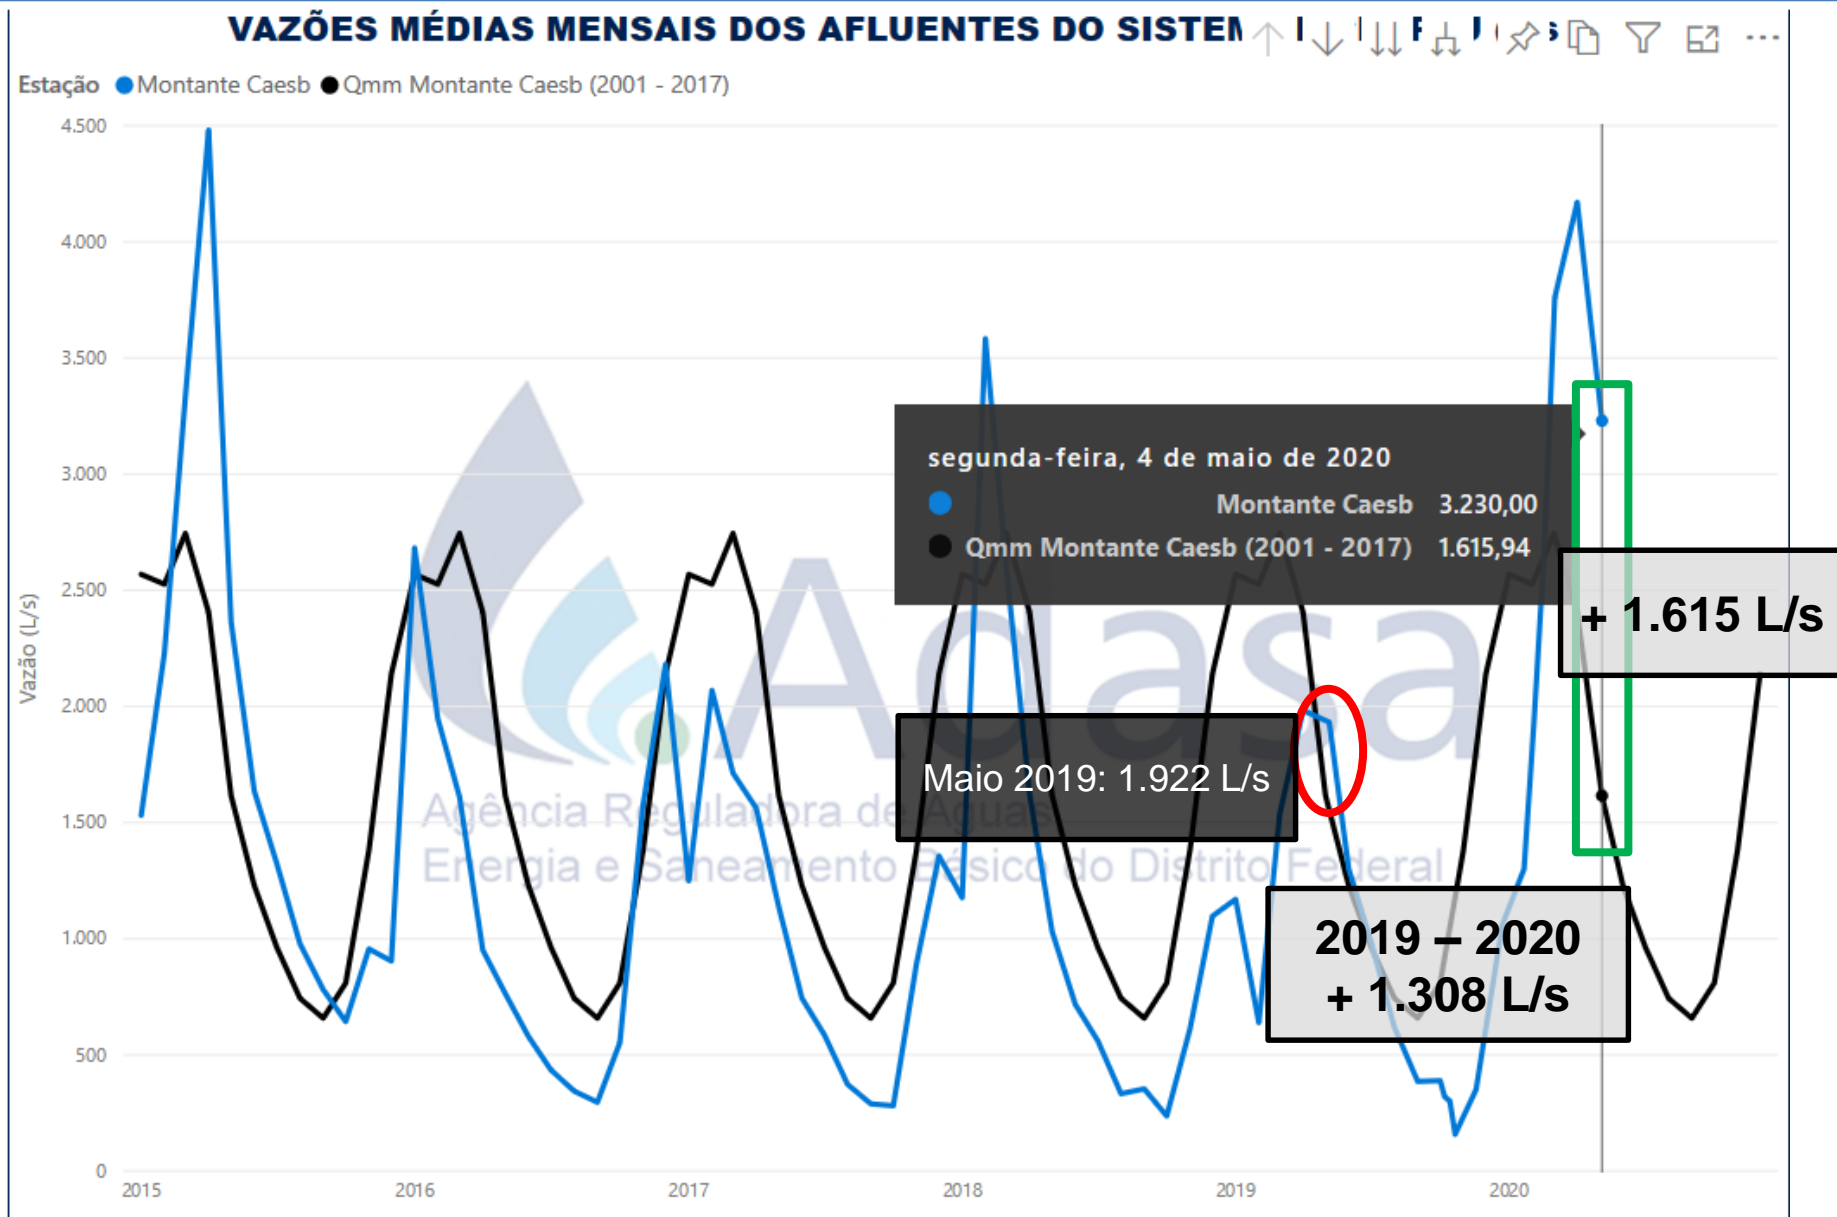 VAZÕES MÉDIAS MENSAIS DOS AFLUENTES DO
Estação Montante Caesb Qmm Montante Caesb (2001 - 2017)
4.500
4.000
3.500
3.000
2.500
2.000
1.500
1.000
500
0
Vazão (L/s)
2015 2016 2017 2018 2019 2020
segunda-feira, 4 de maio de 2020
Montante Caesb 3.230,00
Qmm Montante Caesb (2001 - 2017) 1.615,94
+ 1.615 L/s
Maio 2019: 1.922 L/s
2019 – 2020
+ 1.308 L/s
Adasa
Agência Reguladora de Águas
Energia e Saneamento Básico do Distrito Federal